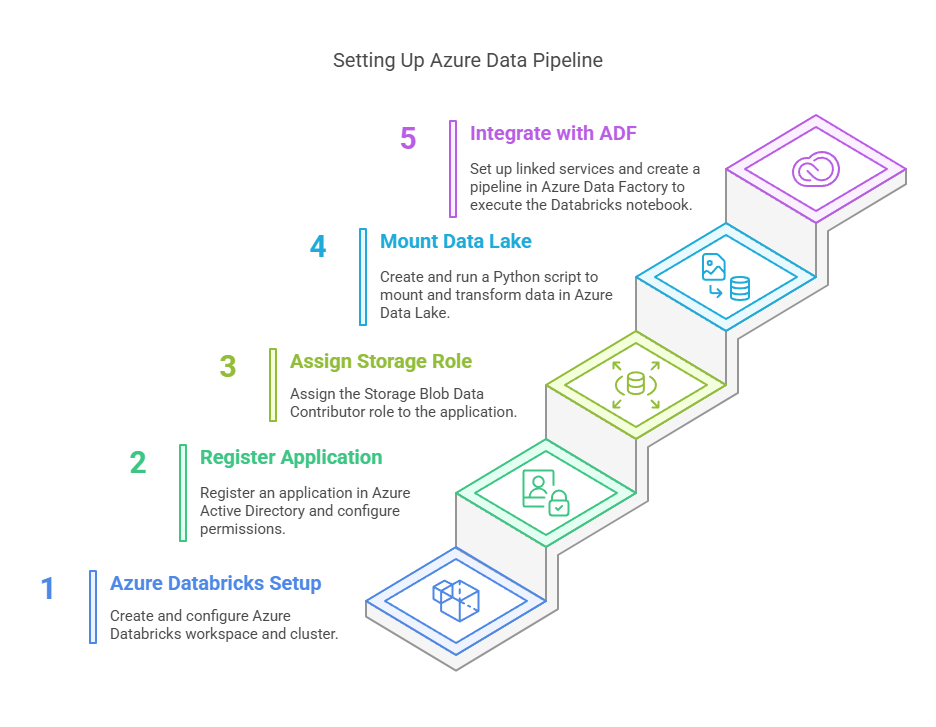 Setting Up Azure Data Pipeline
5
Integrate with ADF
Set up linked services and create a
pipeline in Azure Data Factory to
execute the Databricks notebook.
4
Mount Data Lake
Create and run a Python script to
mount and transform data in Azure
Data Lake.
3
Assign Storage Role
Assign the Storage Blob Data
Contributor role to the application.
2
Register Application
Register an application in Azure
Active Directory and configure
permissions.
1
Azure Databricks Setup
Create and configure Azure
Databricks workspace and cluster.